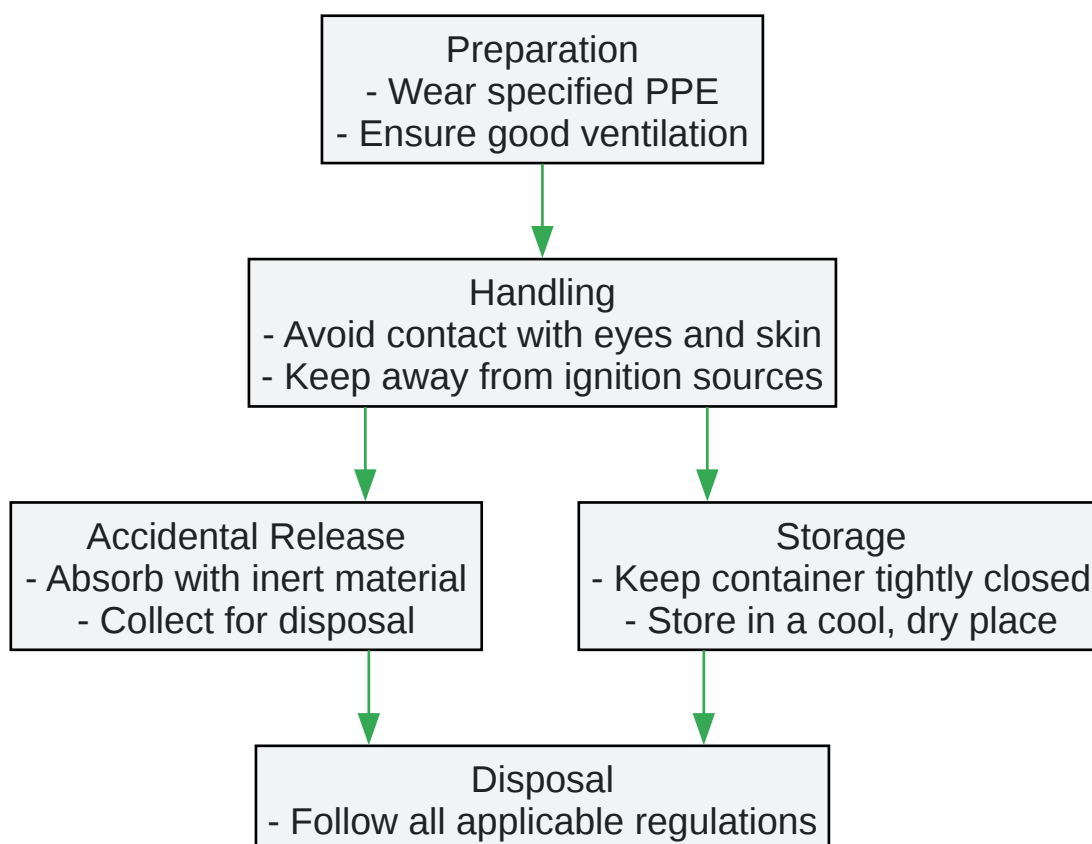 Preparation
- Wear specified PPE
- Ensure good ventilation
Handling
- Avoid contact with eyes and skin
- Keep away from ignition sources
Accidental Release
- Absorb with inert material
- Collect for disposal
Storage
- Keep container tightly closed
- Store in a cool, dry place
Disposal
- Follow all applicable regulations